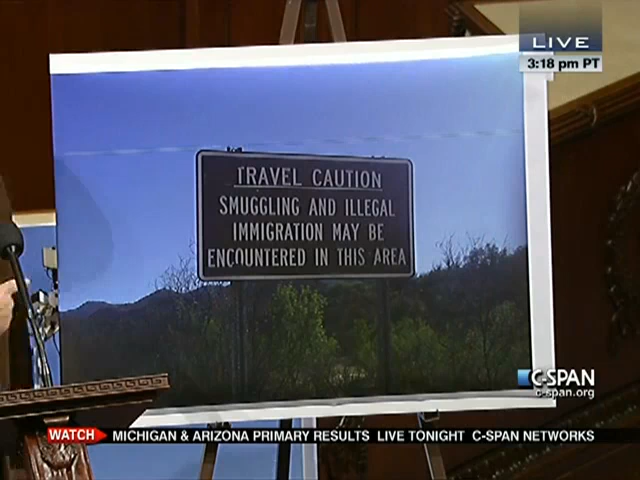 LIVE
3:18 pm PT
TRAVEL CAUTION
SMUGGLING AND ILLEGAL
IMMIGRATION MAY BE
ENCOUNTERED IN THIS AREA
C-SPAN
c-span.org
WATCH MICHIGAN & ARIZONA PRIMARY RESULTS LIVE TONIGHT C-SPAN NETWORKS